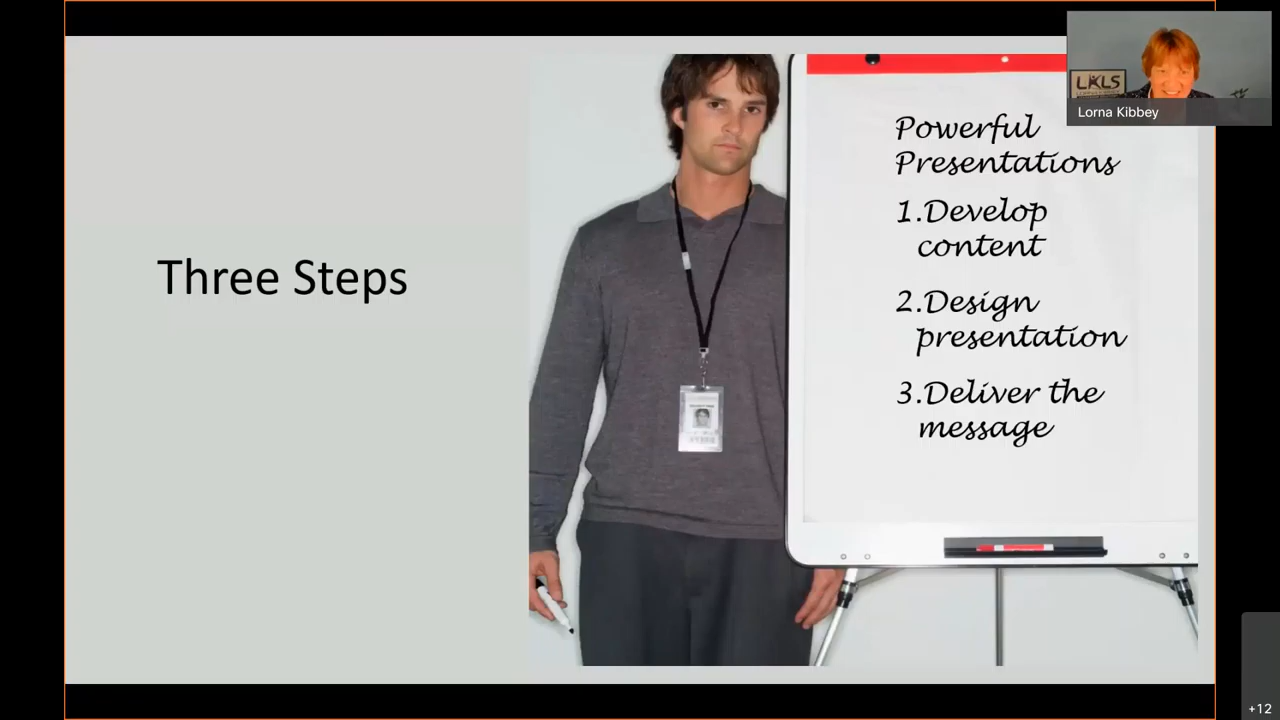 Three Steps
Powerful
Presentations
1.Develop
content
2.Design
presentation
3.Deliver the
message
LKLS
Lorna Kibbey
+12